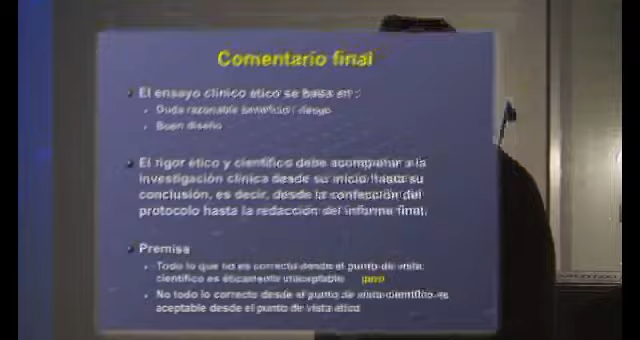 Comentario final
El ensayo clínico ético se basa en :
Duda razonable beneficio / riesgo
Buen diseño
El rigor ético y científico debe acompañar a la
investigación clínica desde su inicio hasta su
conclusión, es decir, desde la confección del
protocolo hasta la redacción del informe final.
Premisa
Todo lo que no es correcto desde el punto de vista
científico es éticamente inaceptable
No todo lo correcto desde el punto de vista científico es
aceptable desde el punto de vista ético